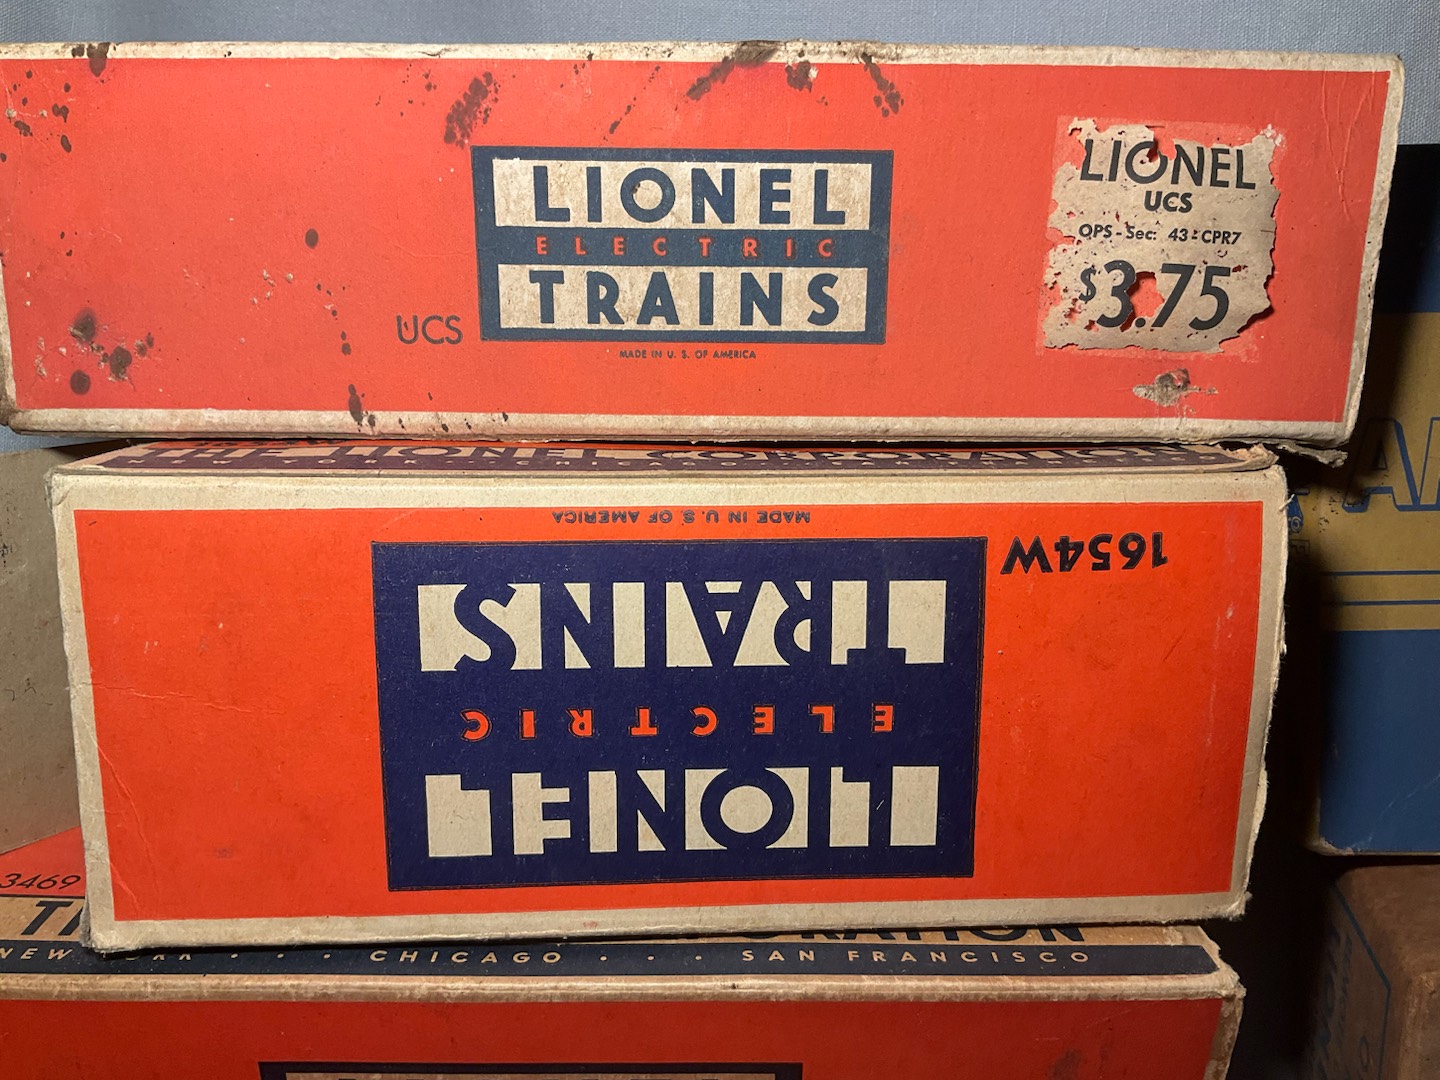 LIONEL
ELECTRIC
TRAINS
MADE IN U. S. OF AMERICA
UCS
LIONEL
UCS
OPS - Sec: 43 - CPR7
$3.75
THE LIONEL CORPORATION
NEW YORK · CHICAGO · SAN FRANCISCO
1654W
LIONEL
ELECTRIC
TRAINS
MADE IN U. S. OF AMERICA
3469
CHICAGO · · · SAN FRANCISCO